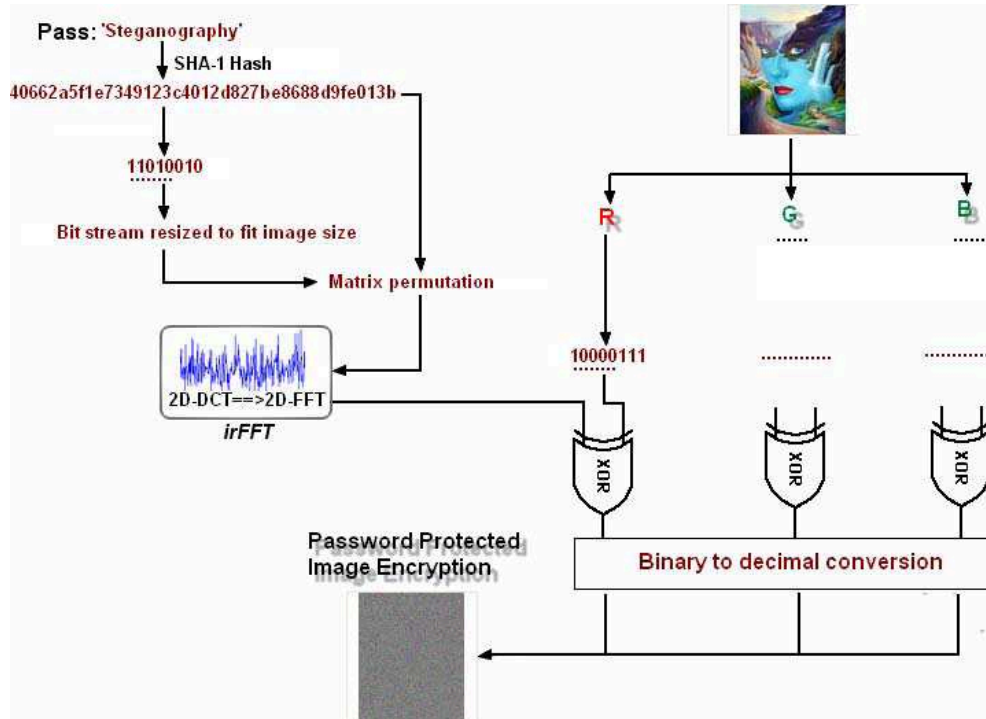 Pass: 'Steganography'
SHA-1 Hash
40662a5f1e7349123c4012d827be8688d9fe013b
11010010
Bit stream resized to fit image size
Matrix permutation
2D-DCT==>2D-FFT
irFFT
R
G
B
10000111
XOR
XOR
XOR
Binary to decimal conversion
Password Protected
Image Encryption